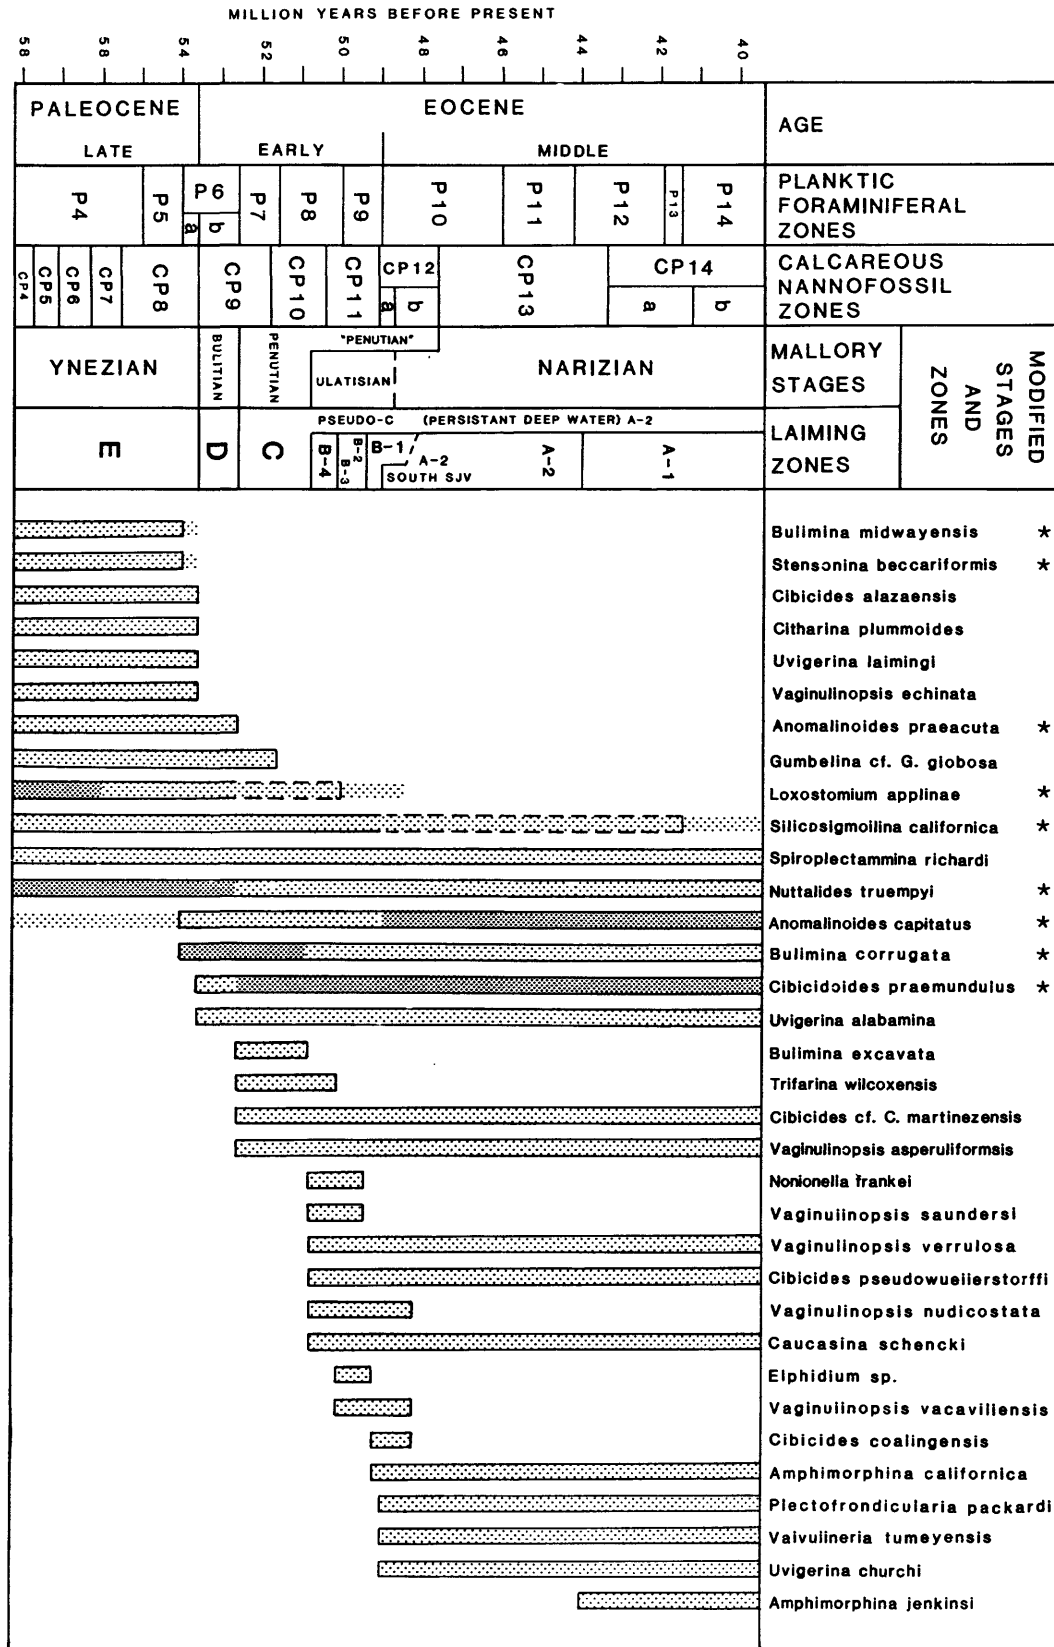 MILLION YEARS BEFORE PRESENT
58 58 54 52 50 48 46 44 42 40
PALEOCENE EOCENE AGE
LATE EARLY MIDDLE
P4 P5 P6 a b P7 P8 P9 P10 P11 P12 P13 P14
PLANKTIC
FORAMINIFERAL
ZONES
CP4 CP5 CP6 CP7 CP8 CP9 CP10 CP11 CP12 a b CP13 CP14 a b
CALCAREOUS
NANNOFOSSIL
ZONES
YNEZIAN BULITIAN PENUTIAN "PENUTIAN" ULATISIAN NARIZIAN
MALLORY
STAGES
MODIFIED
STAGES
AND
ZONES
PSEUDO-C (PERSISTANT DEEP WATER) A-2
E D C B-4 B-3 B-2 B-1 A-2 A-2 A-1
SOUTH SJV
LAIMING
ZONES
Bulimina midwayensis *
Stensonina beccariformis *
Cibicides alazaensis
Citharina plummoides
Uvigerina laimingi
Vaginulinopsis echinata
Anomalinoides praeacuta *
Gumbelina cf. G. globosa
Loxostomium applinae *
Silicosigmoilina californica *
Spiroplectammina richardi
Nuttalides truempyi *
Anomalinoides capitatus *
Bulimina corrugata *
Cibicidoides praemundulus *
Uvigerina alabamina
Bulimina excavata
Trifarina wilcoxensis
Cibicides cf. C. martinezensis
Vaginulinopsis asperuliformsis
Nonionella frankei
Vaginulinopsis saundersi
Vaginulinopsis verrulosa
Cibicides pseudowuellerstorffi
Vaginulinopsis nudicostata
Caucasina schencki
Elphidium sp.
Vaginulinopsis vacavillensis
Cibicides coalingensis
Amphimorphina californica
Plectofrondicularia packardi
Valvulineria tumeyensis
Uvigerina churchi
Amphimorphina jenkinsi